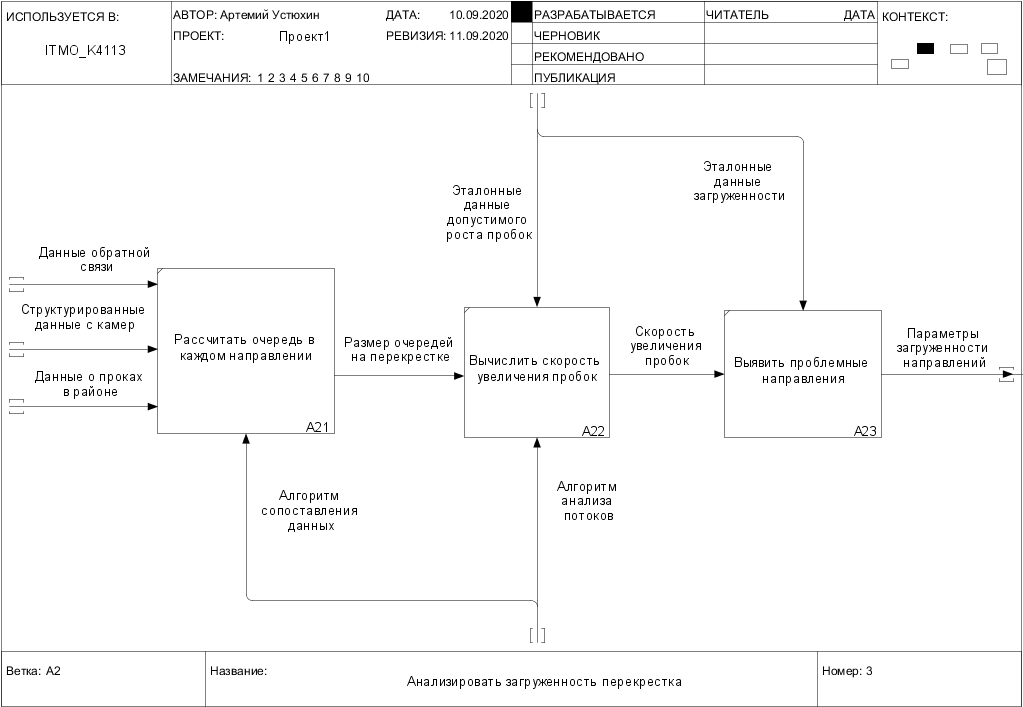 ИСПОЛЬЗУЕТСЯ В:
ITMO_K4113
АВТОР: Артемий Устюхин
ДАТА: 10.09.2020
ПРОЕКТ: Проект1
РЕВИЗИЯ: 11.09.2020
ЗАМЕЧАНИЯ: 1 2 3 4 5 6 7 8 9 10
РАЗРАБАТЫВАЕТСЯ
ЧЕРНОВИК
РЕКОМЕНДОВАНО
ПУБЛИКАЦИЯ
ЧИТАТЕЛЬ ДАТА
КОНТЕКСТ:
Эталонные
данные
допустимого
роста пробок
Эталонные
данные
загруженности
Данные обратной
связи
Структурированные
данные с камер
Данные о проках
в районе
Рассчитать очередь в
каждом направлении
A21
Размер очередей
на перекрестке
Вычислить скорость
увеличения пробок
A22
Скорость
увеличения
пробок
Выявить проблемные
направления
A23
Параметры
загруженности
направлений
Алгоритм
сопоставления
данных
Алгоритм
анализа
потоков
Ветка: A2
Название:
Анализировать загруженность перекрестка
Номер: 3